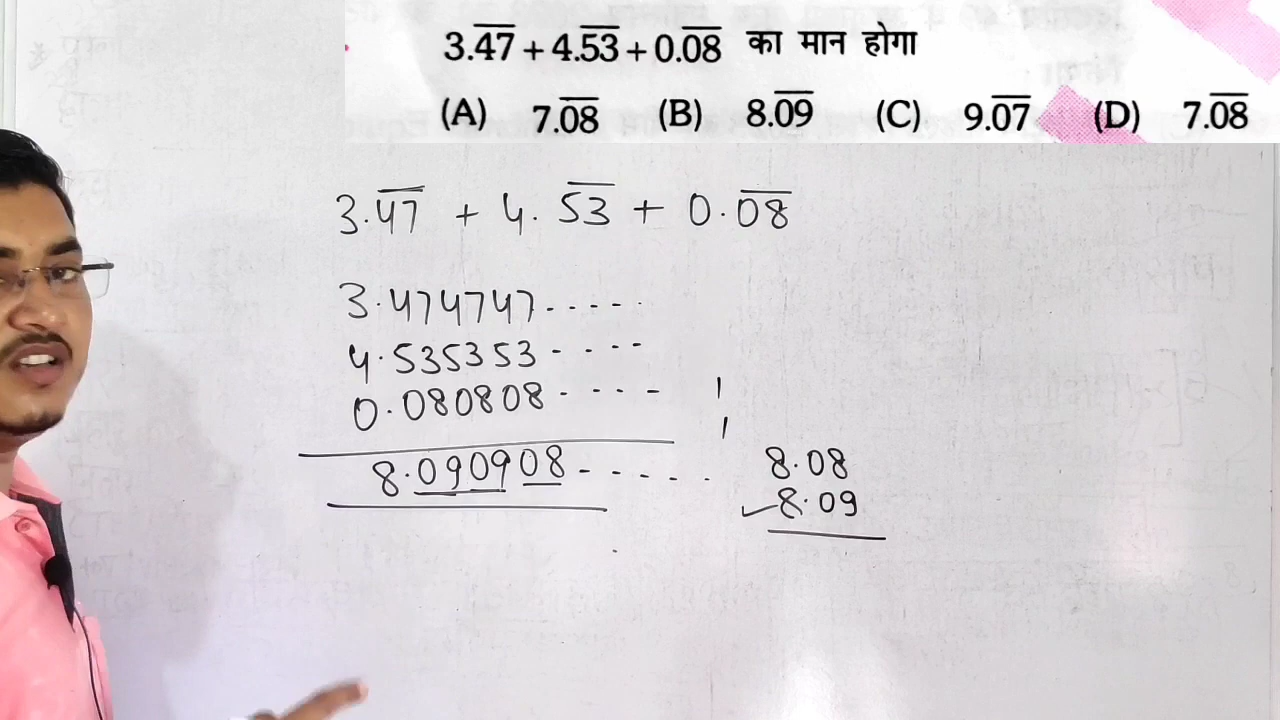 3.4̅7̅ + 4.5̅3̅ + 0.0̅8̅ का मान होगा
(A) 7.0̅8̅ (B) 8.0̅9̅ (C) 9.0̅7̅ (D) 7.0̅8̅
3.4̅7̅ + 4.5̅3̅ + 0.0̅8̅
3.474747.....
4.535353- - - -
0.080808- - - -
8.090908- - - - - .
8.08
✓8.09